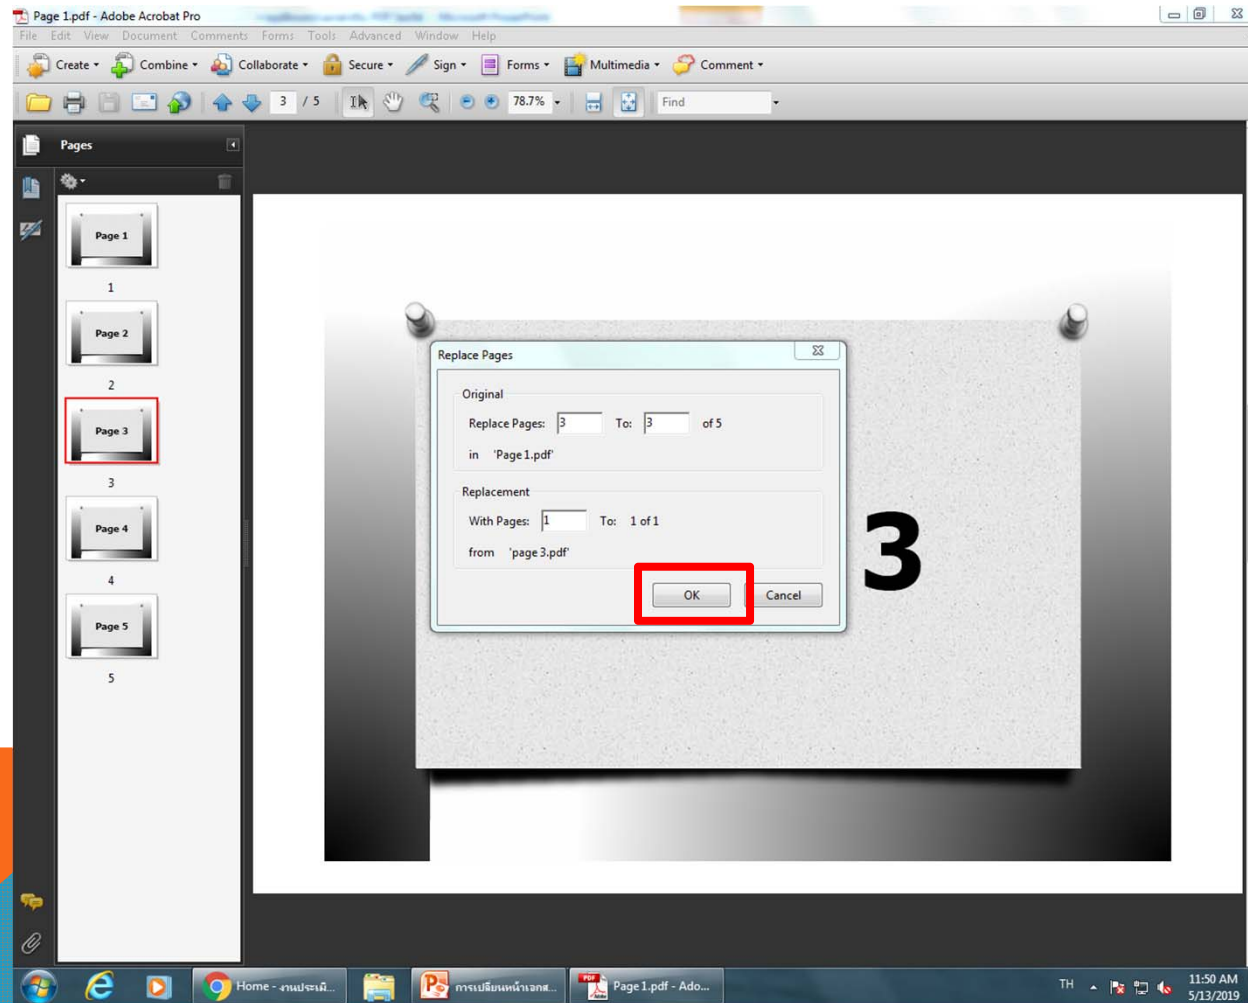 Page 1.pdf - Adobe Acrobat Pro
File Edit View Document Comments Forms Tools Advanced Window Help
Create Combine Collaborate Secure Sign Forms Multimedia Comment
3 / 5 78.7% Find
Pages
Page 1
1
Page 2
2
Page 3
3
Page 4
4
Page 5
5
Replace Pages
Original
Replace Pages: 3 To: 3 of 5
in 'Page 1.pdf'
Replacement
With Pages: 1 To: 1 of 1
from 'page 3.pdf'
OK Cancel
3
Home - งานประเมิ... การเปลี่ยนหน้าเอกส... Page 1.pdf - Ado... TH 11:50 AM
5/13/2019